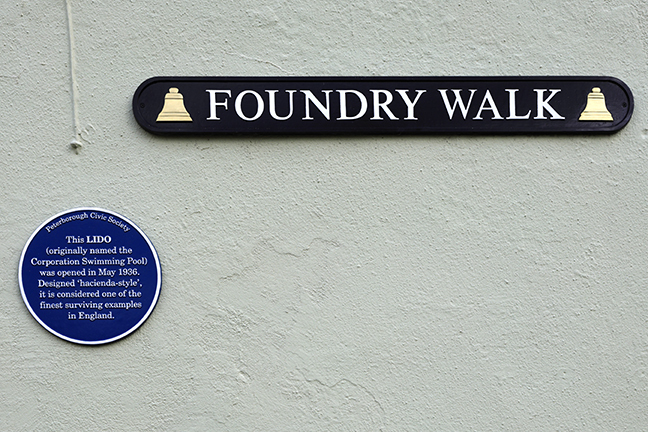 FOUNDRY WALK
Peterborough Civic Society
This LIDO
(originally named the
Corporation Swimming Pool)
was opened in May 1936.
Designed 'hacienda-style',
it is considered one of the
finest surviving examples
in England.